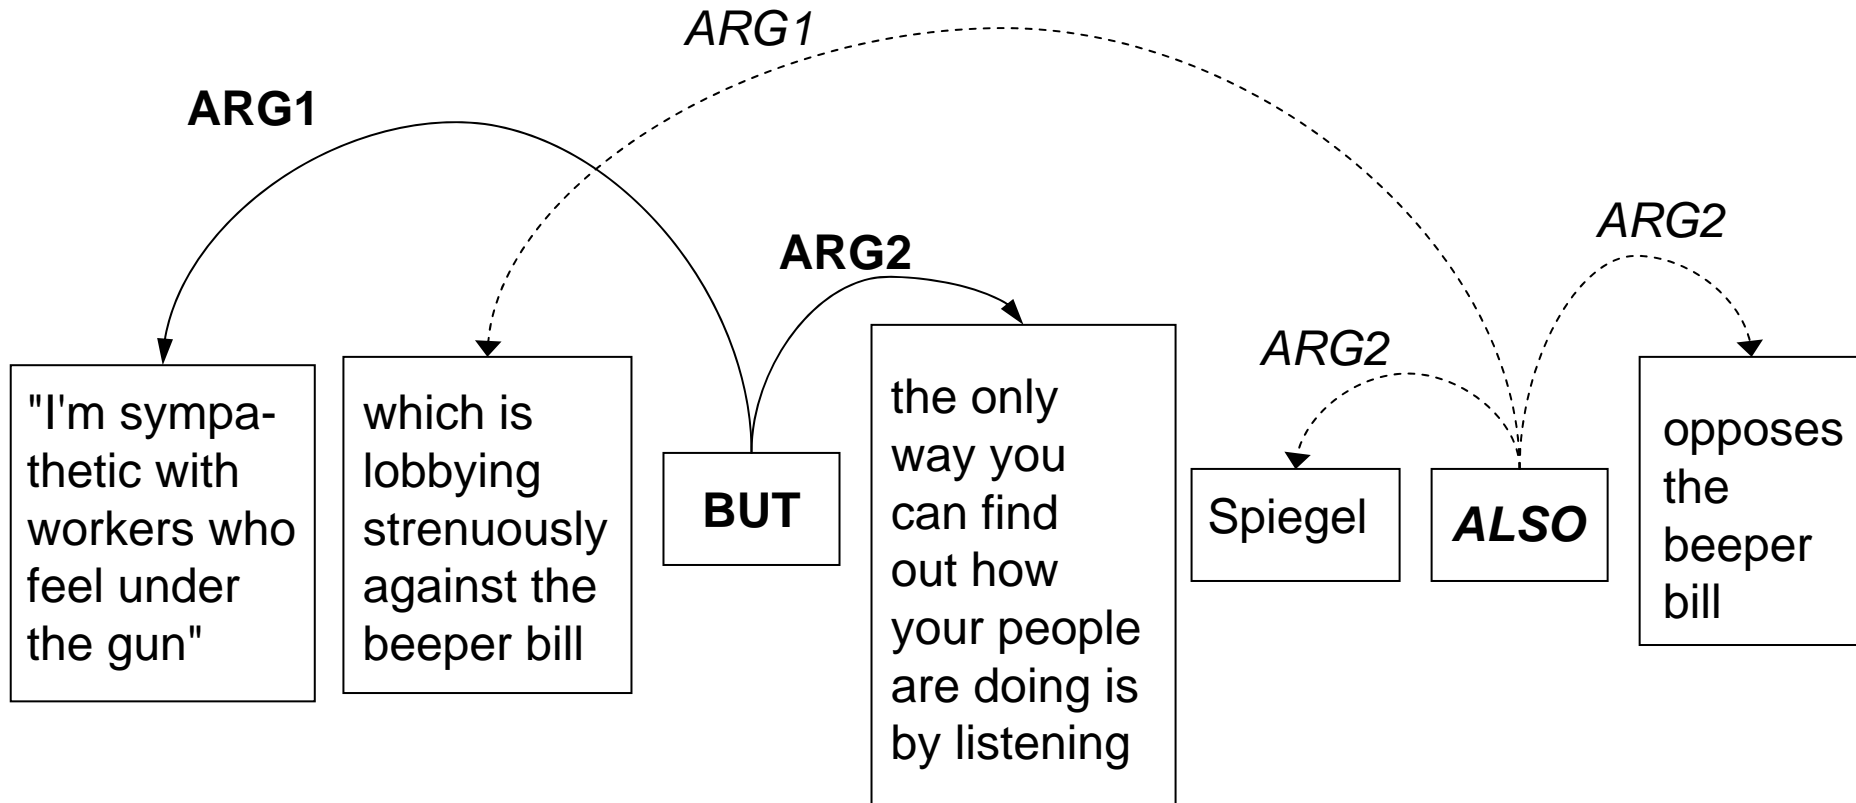 ARG1
ARG1
ARG2
ARG2
ARG2
"I'm sympa-
thetic with
workers who
feel under
the gun"
which is
lobbying
strenuously
against the
beeper bill
BUT
the only
way you
can find
out how
your people
are doing is
by listening
Spiegel
ALSO
opposes
the
beeper
bill